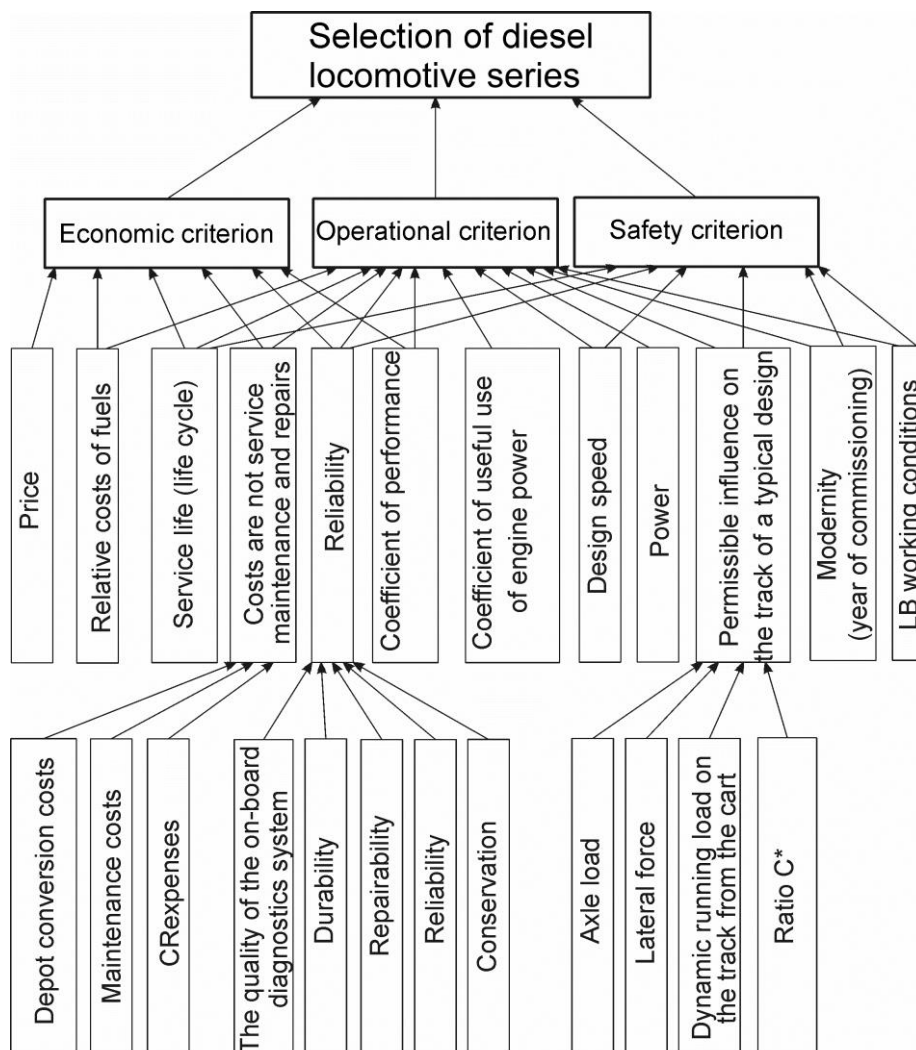 Selection of diesel
locomotive series
Economic criterion
Operational criterion
Safety criterion
Price
Relative costs of fuels
Service life (life cycle)
Costs are not service
maintenance and repairs
Reliability
Coefficient of performance
Coefficient of useful use
of engine power
Design speed
Power
Permissible influence on
the track of a typical design
Modernity
(year of commissioning)
LB working conditions
Depot conversion costs
Maintenance costs
CRexpenses
The quality of the on-board
diagnostics system
Durability
Repairability
Reliability
Conservation
Axle load
Lateral force
Dynamic running load on
the track from the cart
Ratio C*